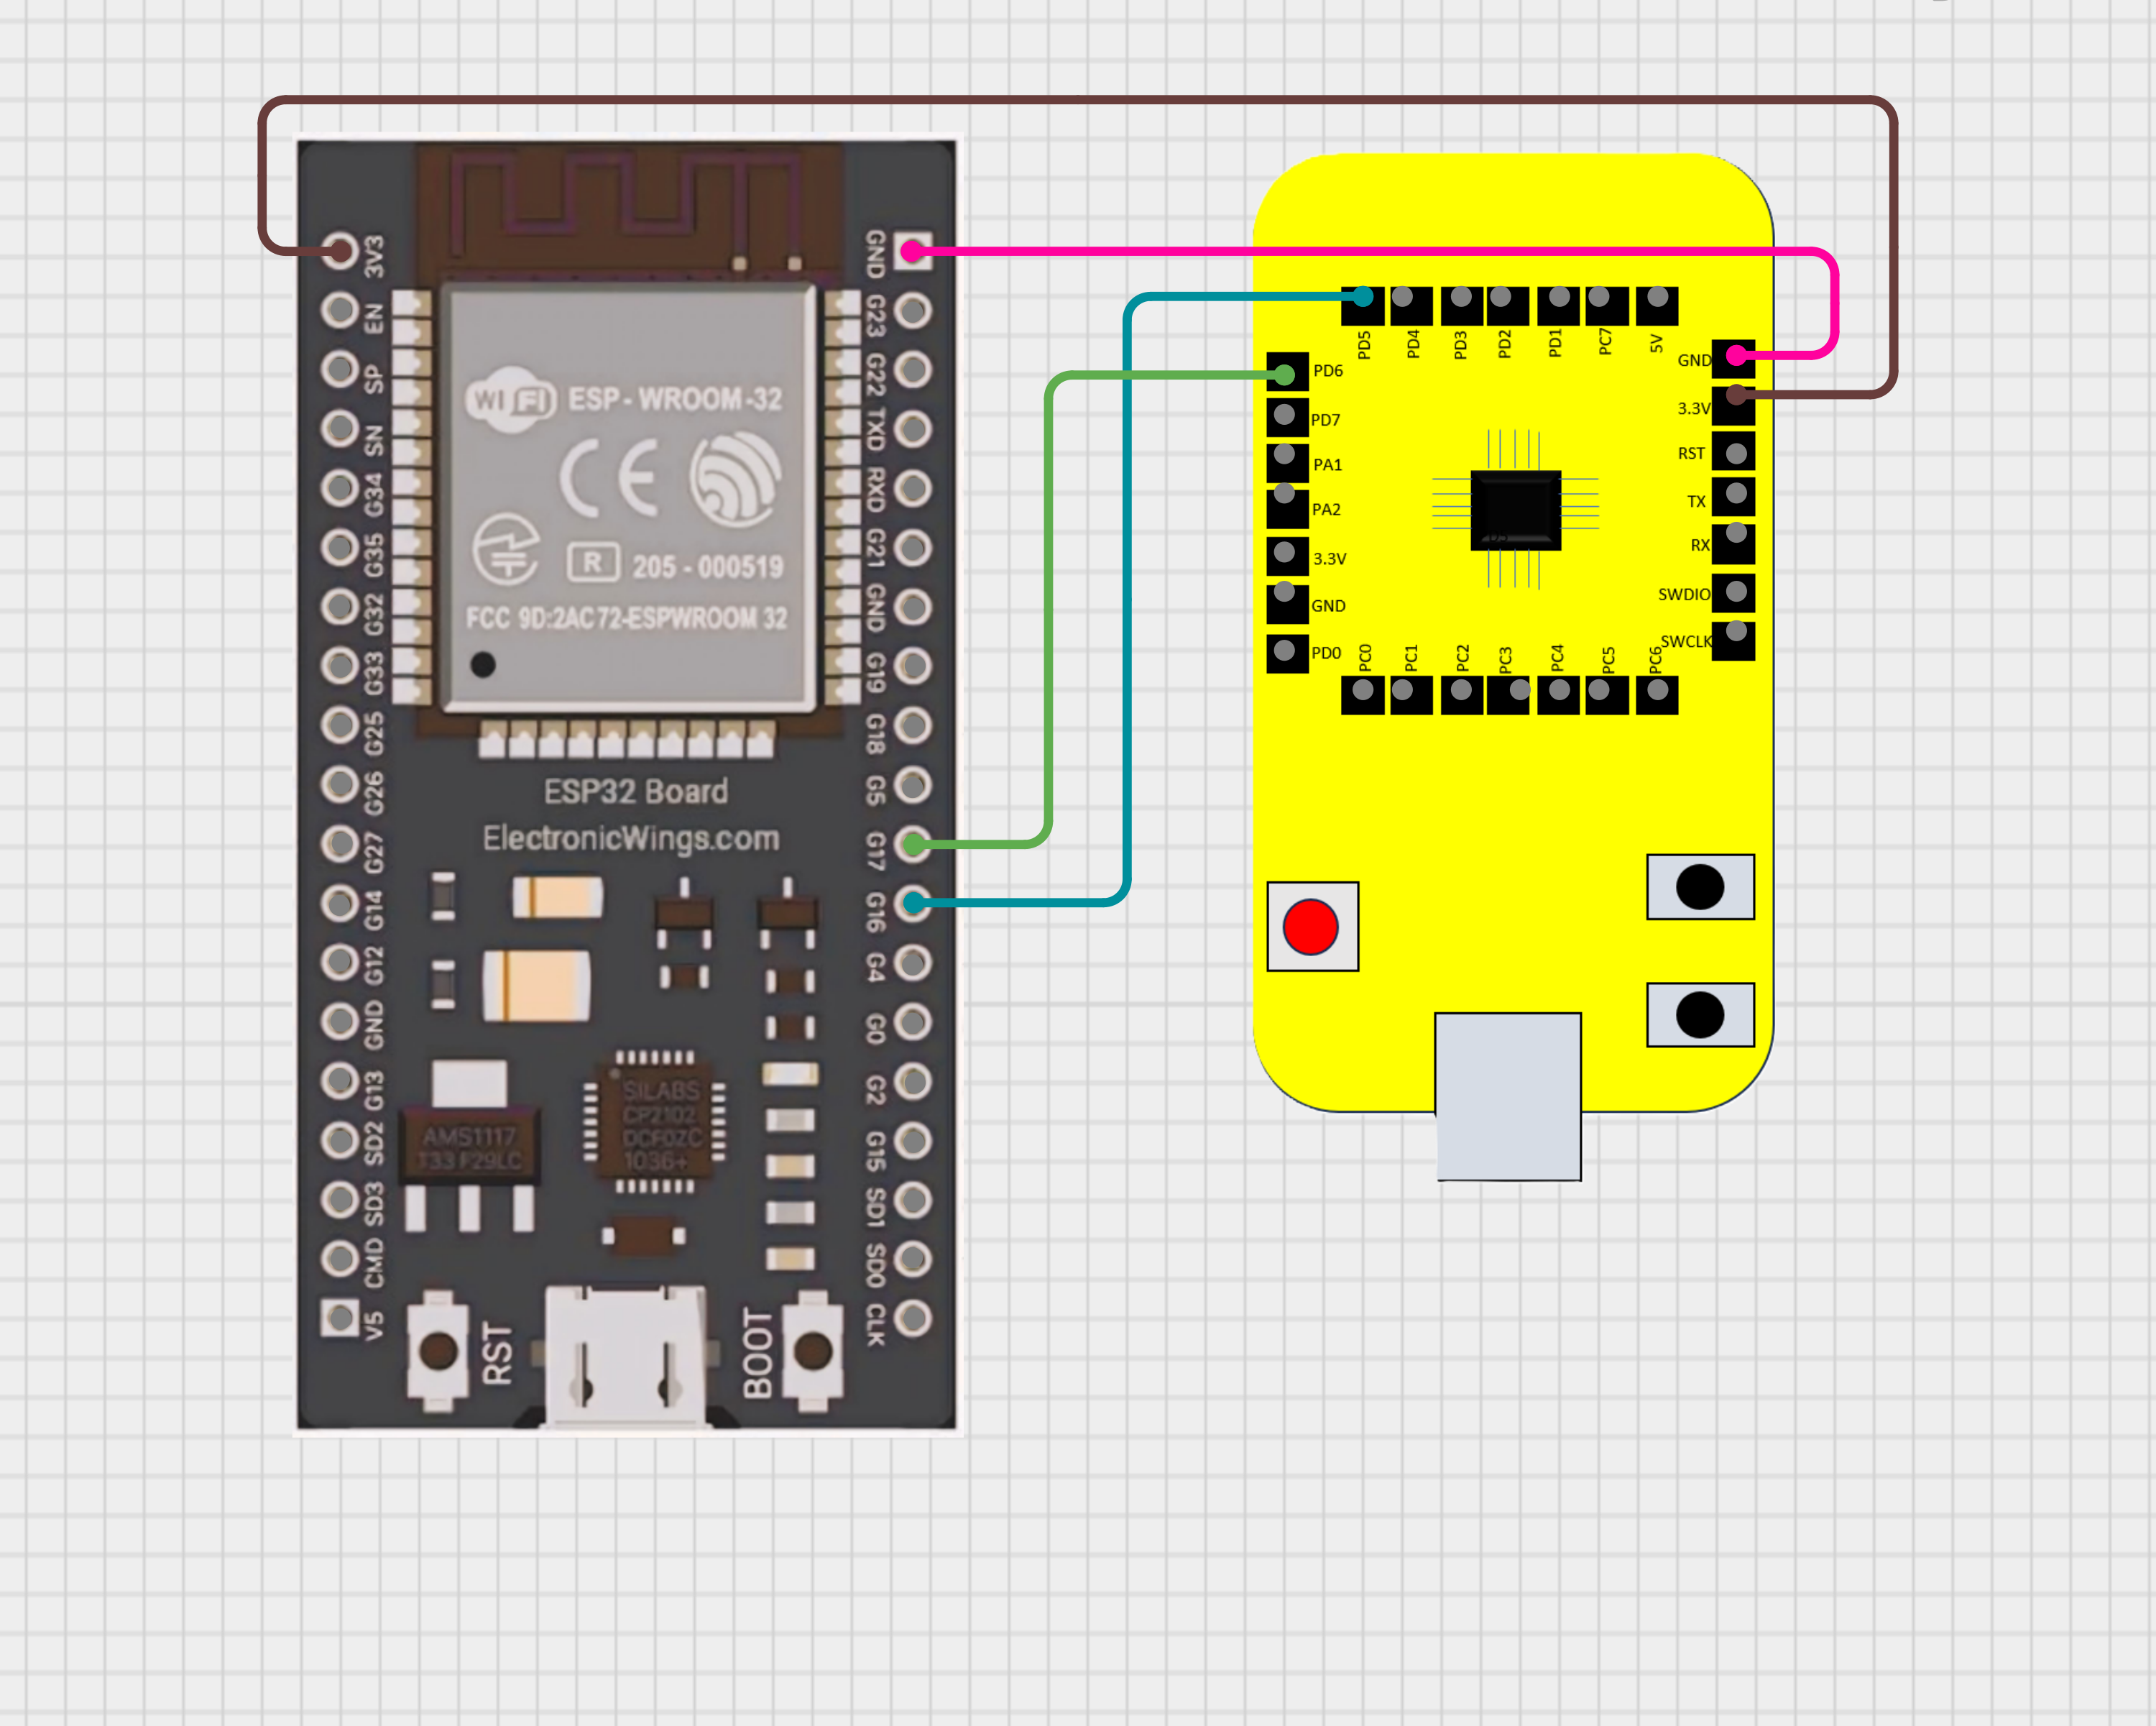 3V3
EN
SP
SN
G34
G35
G32
G33
G25
G26
G27
G14
G12
GND
G13
SD2
SD3
CMD
V5
WiFi ESP - WROOM -32
CE
R 205 - 000519
FCC 9D:2AC72-ESPWROOM 32
ESP32 Board
ElectronicWings.com
AMS1117
T33 F29LC
SILABS
CP2102
DCF0ZC
1036+
RST
BOOT
GND
G23
G22
TXD
RXD
G21
GND
G19
G18
G5
G17
G16
G4
G0
G2
G15
SD1
SD0
CLK
PD5 PD4 PD3 PD2 PD1 PC7 5V
PD6
PD7
PA1
PA2
3.3V
GND
PD0
GND
3.3V
RST
TX
RX
SWDIO
SWCLK
PC0 PC1 PC2 PC3 PC4 PC5 PC6